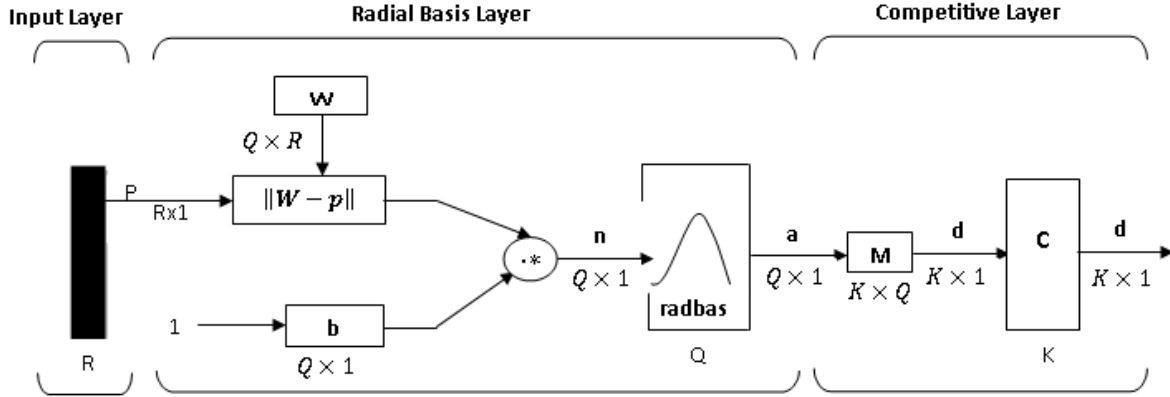 Input Layer
Radial Basis Layer
Competitive Layer
W
Q × R
P
Rx1
‖W − p‖
.*
n
Q × 1
a
Q × 1
M
K × Q
d
K × 1
C
d
K × 1
radbas
1
b
Q × 1
R
Q
K